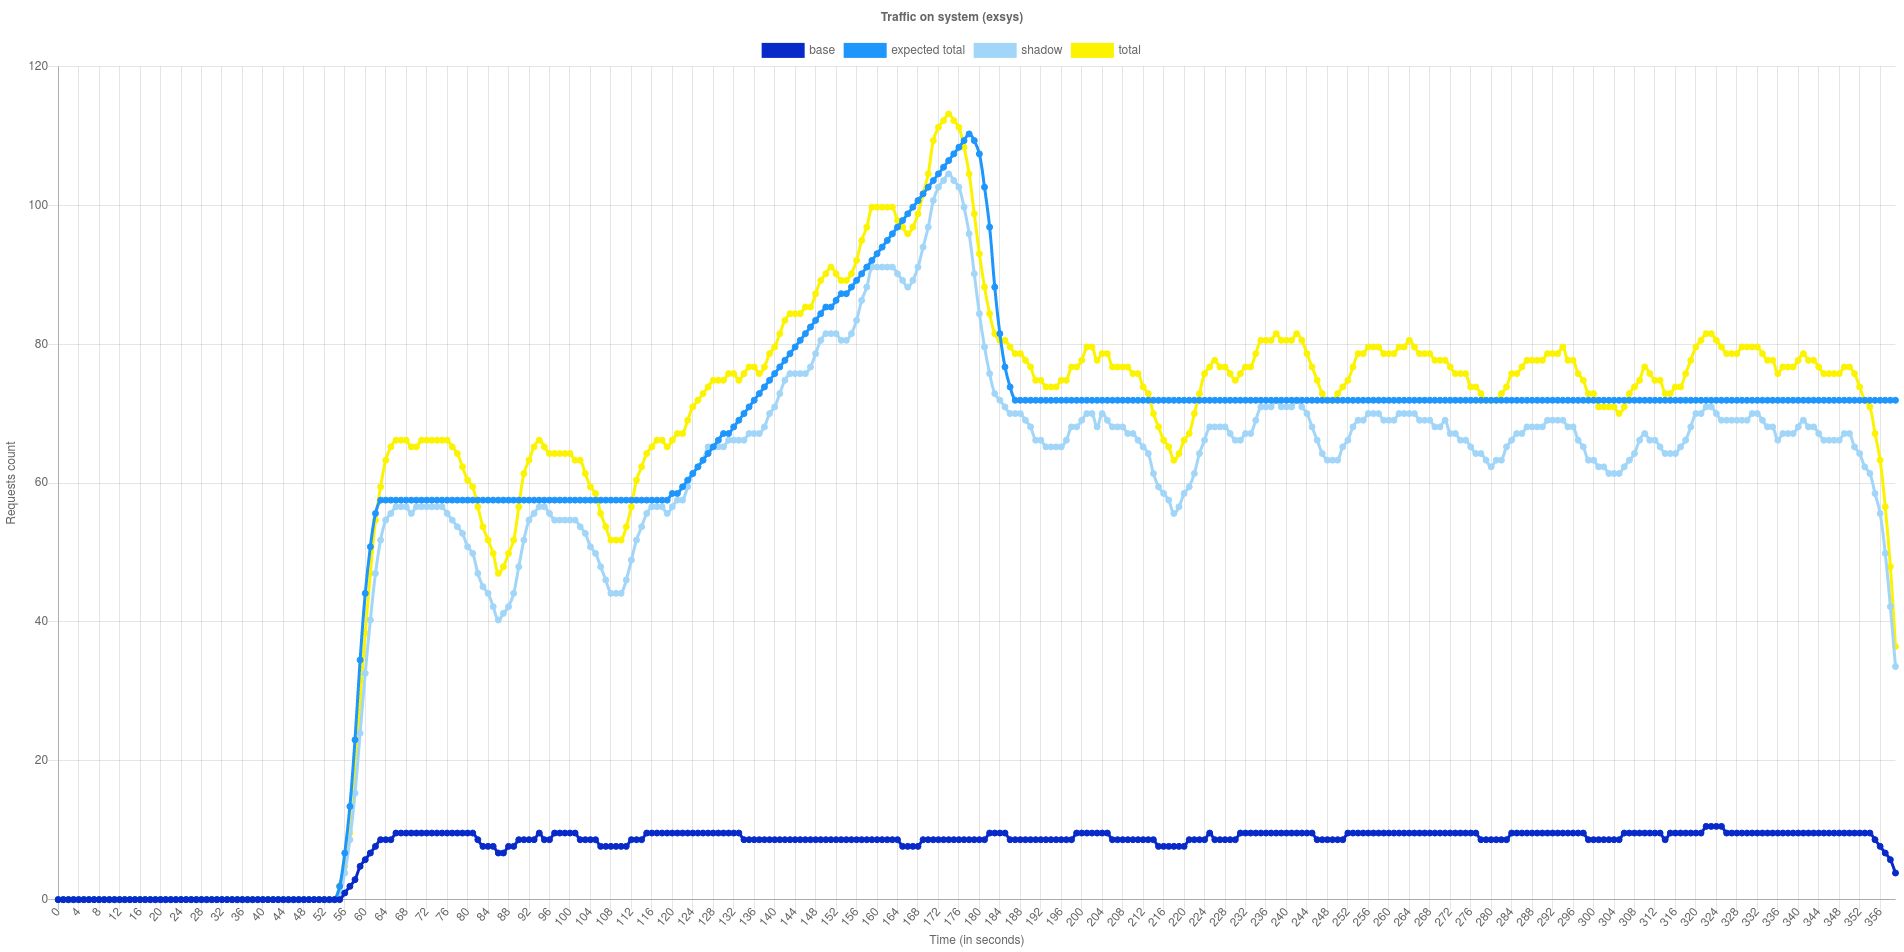 Traffic on system (exsys)
base expected total shadow total
120
100
80
60
40
20
0
Requests count
0 4 8 12 16 20 24 28 32 36 40 44 48 52 56 60 64 68 72 76 80 84 88 92 96 100 104 108 112 116 120 124 128 132 136 140 144 148 152 156 160 164 168 172 176 180 184 188 192 196 200 204 208 212 216 220 224 228 232 236 240 244 248 252 256 260 264 268 272 276 280 284 288 292 296 300 304 308 312 316 320 324 328 332 336 340 344 348 352 356
Time (in seconds)